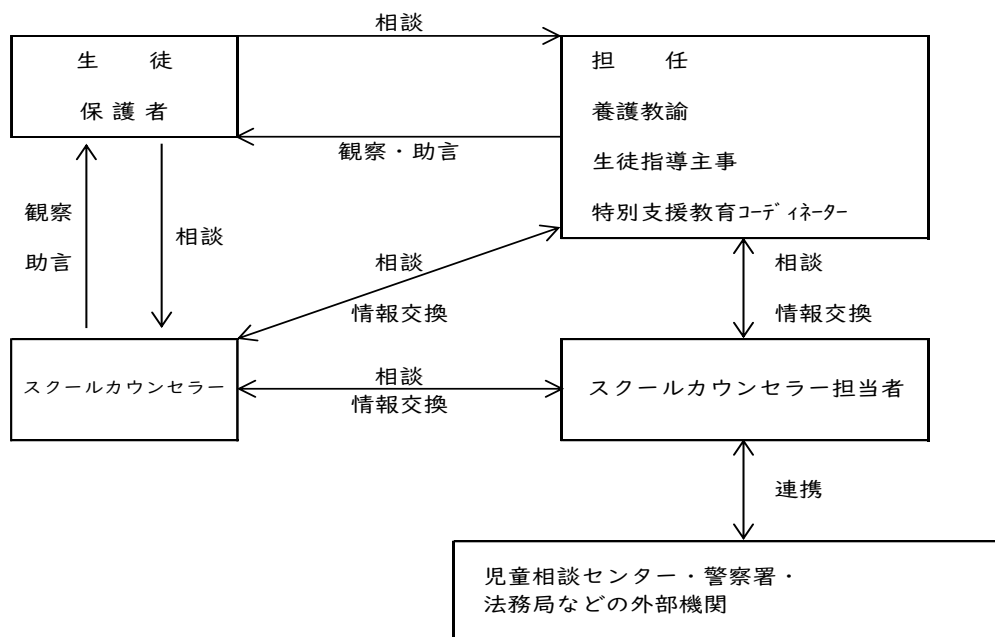 相談
生　　徒
保護者
担　　任
養護教諭
生徒指導主事
特別支援教育ｺｰﾃﾞｨﾈｰﾀｰ
観察・助言
観察
助言
相談
相談
情報交換
相談
情報交換
スクールカウンセラー
相談
情報交換
スクールカウンセラー担当者
連携
児童相談センター・警察署・
法務局などの外部機関